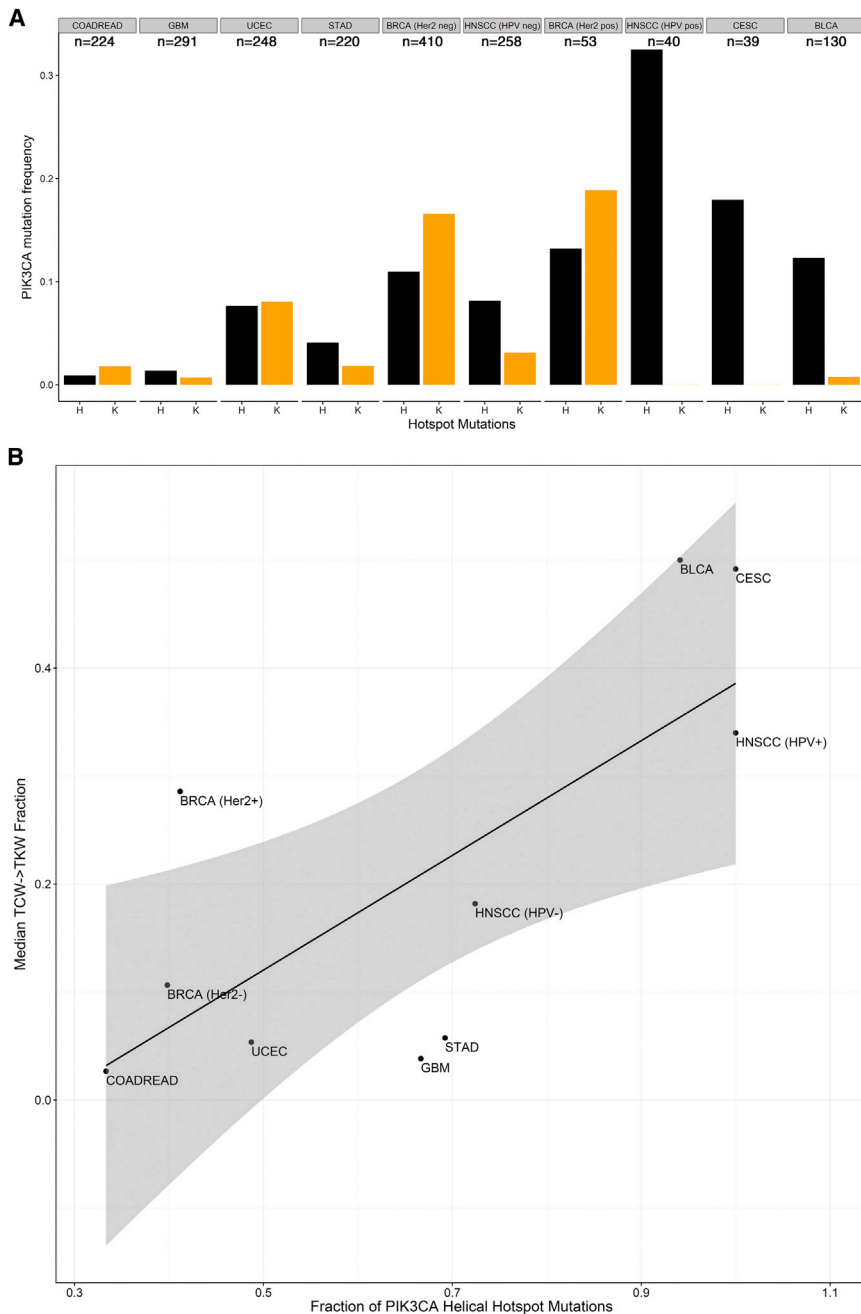 A
COADREAD GBM UCEC STAD BRCA (Her2 neg) HNSCC (HPV neg) BRCA (Her2 pos) HNSCC (HPV pos) CESC BLCA
n=224 n=291 n=248 n=220 n=410 n=258 n=53 n=40 n=39 n=130
0.3
0.2
0.1
0.0
PIK3CA mutation frequency
H K H K H K H K H K H K H K H K H K H K
Hotspot Mutations
B
BLCA
CESC
0.4
HNSCC (HPV+)
BRCA (Her2+)
0.2
HNSCC (HPV-)
BRCA (Her2-)
UCEC
STAD
GBM
COADREAD
0.0
Median TCW->TKW Fraction
0.3 0.5 0.7 0.9 1.1
Fraction of PIK3CA Helical Hotspot Mutations